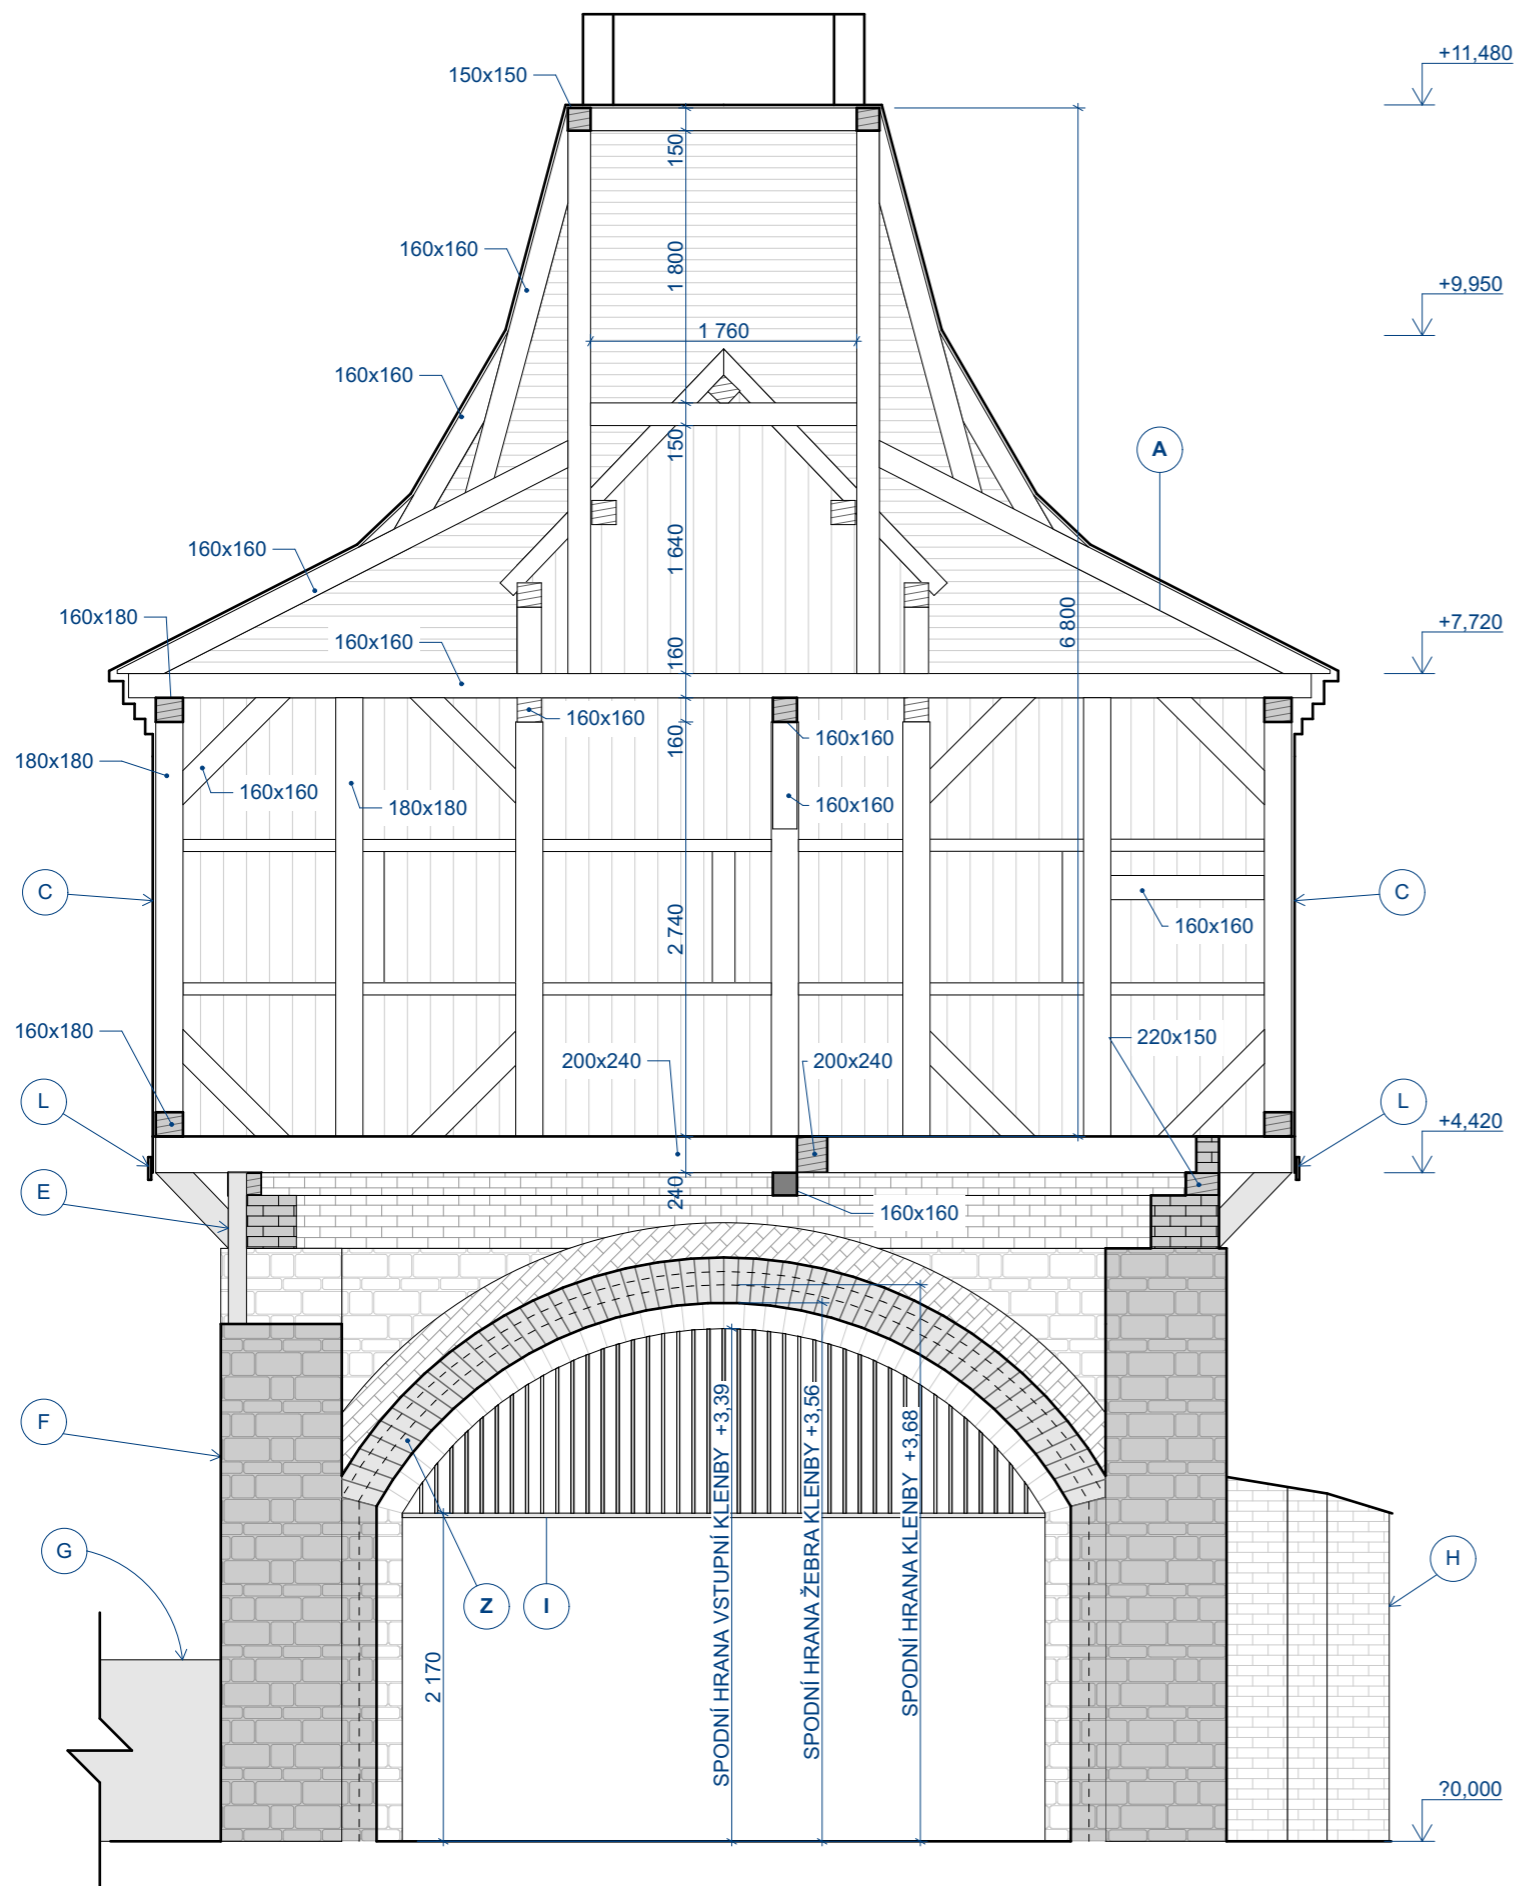 +11,480
150x150
150
160x160
1 800
+9,950
1 760
160x160
A
150
160x160
1 640
160x180
6 800
+7,720
160x160
160
160x160
160x160
160
180x180
160x160
180x180
160x160
C
C
2 740
160x160
160x180
220x150
200x240
200x240
L
L
+4,420
E
240
160x160
F
SPODNÍ HRANA VSTUPNÍ KLENBY +3,39
SPODNÍ HRANA ŽEBRA KLENBY +3,56
SPODNÍ HRANA KLENBY +3,68
G
H
Z
I
2 170
?0,000